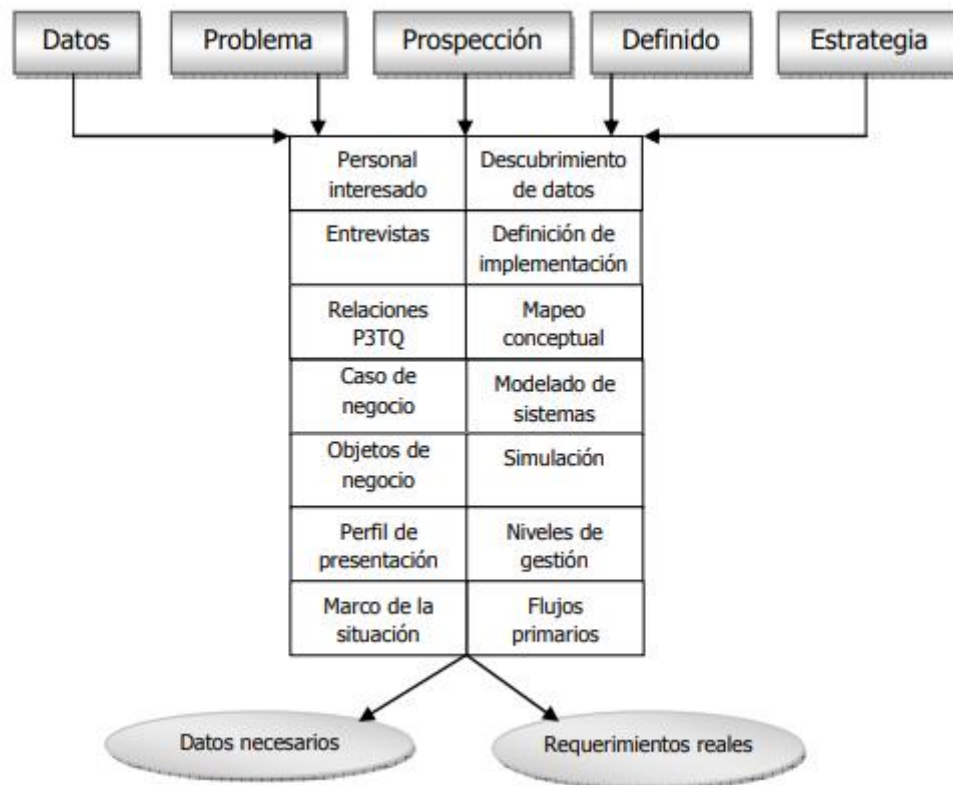 Datos
Problema
Prospección
Definido
Estrategia
Personal
interesado
Descubrimiento
de datos
Entrevistas
Definición de
implementación
Relaciones
P3TQ
Mapeo
conceptual
Caso de
negocio
Modelado de
sistemas
Objetos de
negocio
Simulación
Perfil de
presentación
Niveles de
gestión
Marco de la
situación
Flujos
primarios
Datos necesarios
Requerimientos reales